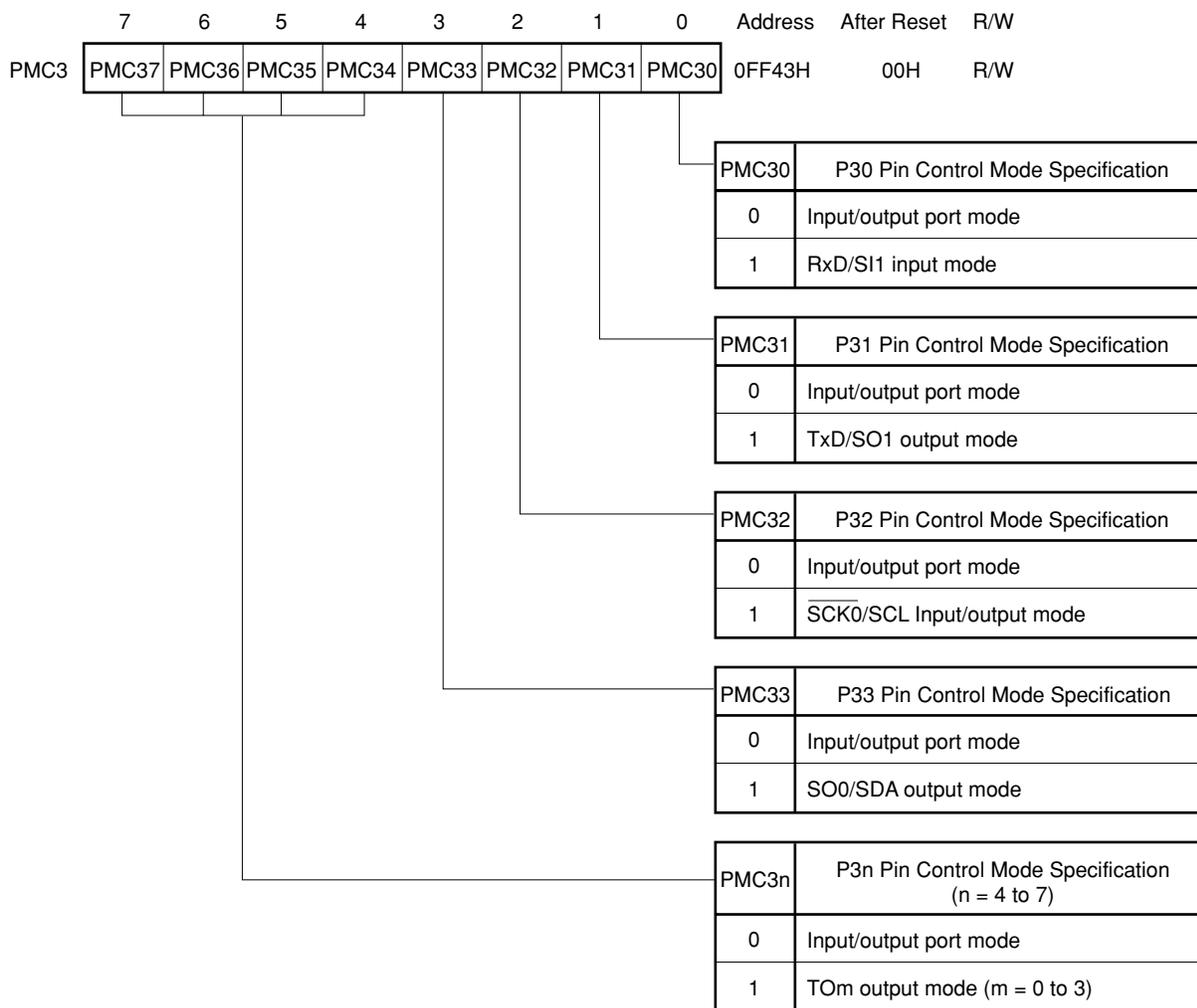 7 6 5 4 3 2 1 0 Address After Reset R/W
PMC3 PMC37 PMC36 PMC35 PMC34 PMC33 PMC32 PMC31 PMC30 0FF43H 00H R/W
PMC30 P30 Pin Control Mode Specification
0 Input/output port mode
1 RxD/SI1 input mode
PMC31 P31 Pin Control Mode Specification
0 Input/output port mode
1 TxD/SO1 output mode
PMC32 P32 Pin Control Mode Specification
0 Input/output port mode
1 S̅C̅K̅0̅/SCL Input/output mode
PMC33 P33 Pin Control Mode Specification
0 Input/output port mode
1 SO0/SDA output mode
PMC3n P3n Pin Control Mode Specification
(n = 4 to 7)
0 Input/output port mode
1 TOm output mode (m = 0 to 3)